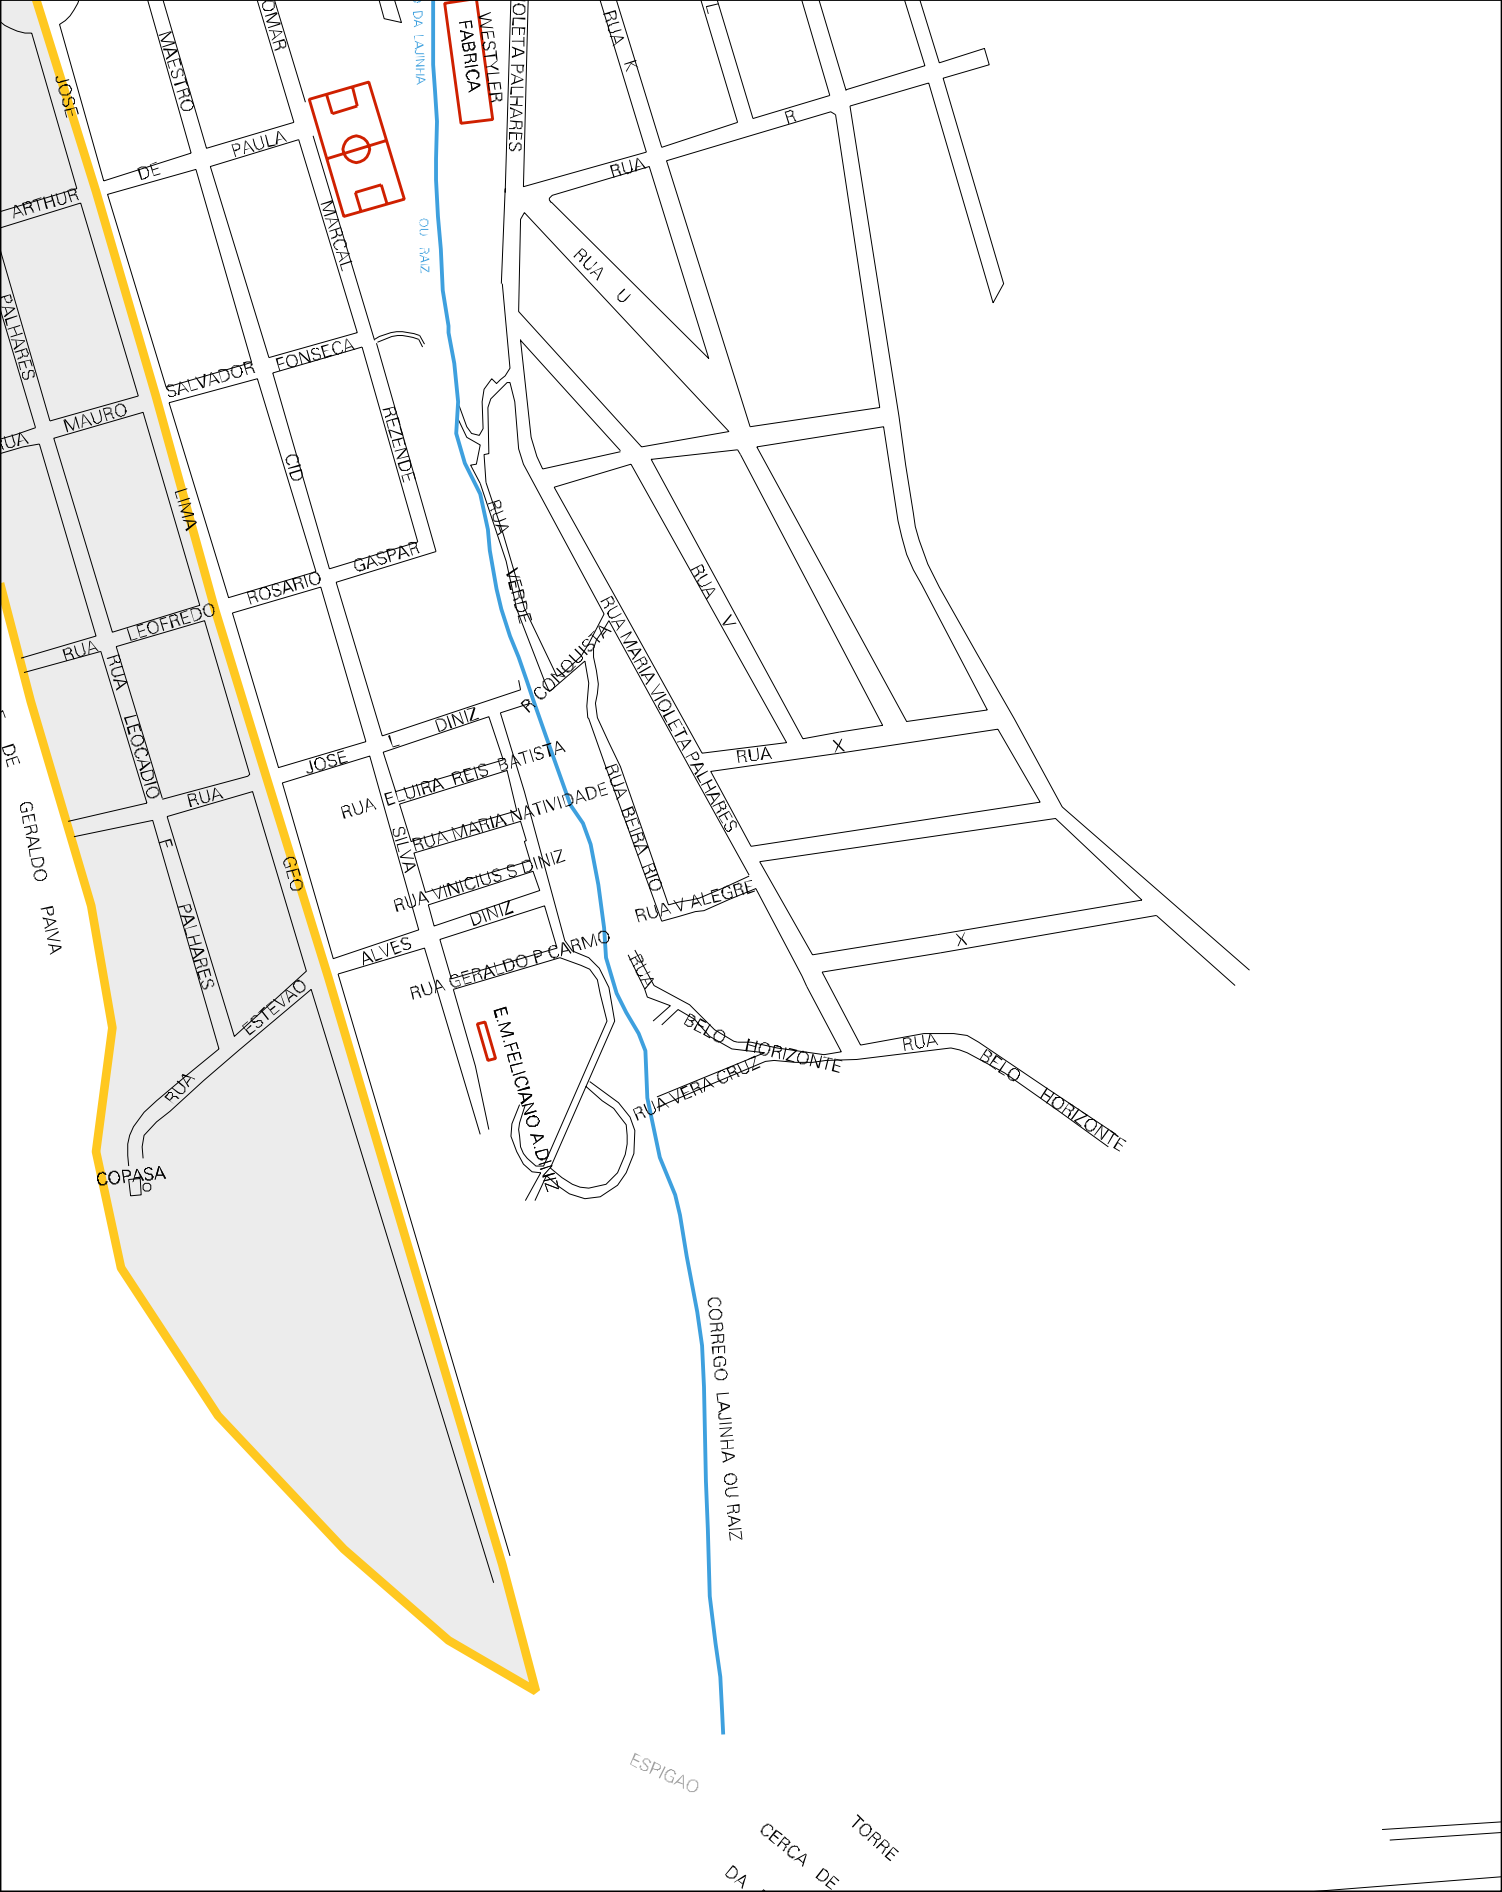 OMAR
MAESTRO
JOSE
DE
PAULA
ARTHUR
MARCAL
DA LAJINHA
OU RAIZ
WESTYLER
FABRICA
OLETA PALHARES
RUA K
L
R
RUA
RUA U
PALHARES
SALVADOR FONSECA
MAURO
UA
CID
REZENDE
LIMA
RUA VERDE
ROSARIO GASPAR
LEOFREDO
RUA
RUA LEOCADIO
R CONQUISTA
RUA MARIA VIOLETA PALHARES
RUA V
RUA X
DE GERALDO PAIVA
JOSE L DINIZ
RUA ELUIRA REIS BATISTA
RUA MARIA NATIVIDADE
SILVA
RUA VINICIUS S DINIZ
DINIZ
RUA BEIRA RIO
RUA V ALEGRE
RUA
F PALHARES
GEO
ALVES
RUA GERALDO P CARMO
X
RUA ESTEVAO
COPASA
E.M.FELICIANO A.DINIZ
RUA BELO HORIZONTE
RUA BELO HORIZONTE
RUA VERA CRUZ
CORREGO LAJINHA OU RAIZ
ESPIGAO
TORRE
CERCA DE
DA